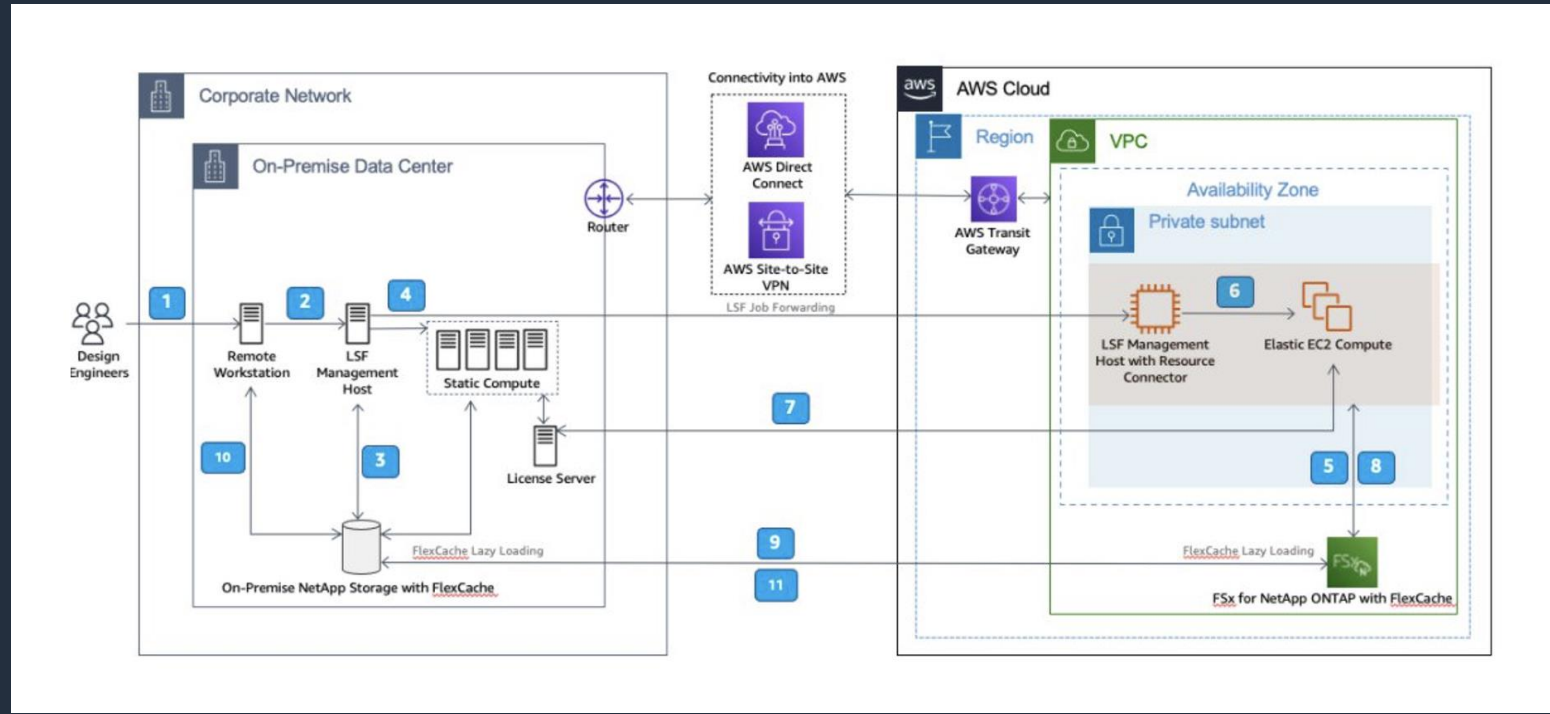 Corporate Network
On-Premise Data Center
Router
Connectivity into AWS
AWS Direct
Connect
AWS Site-to-Site
VPN
LSF Job Forwarding
aws
AWS Cloud
Region
VPC
AWS Transit
Gateway
Availability Zone
Private subnet
1
2
4
6
Design
Engineers
Remote
Workstation
LSF
Management
Host
Static Compute
LSF Management
Host with Resource
Connector
Elastic EC2 Compute
7
10
3
License Server
5
8
FlexCache Lazy Loading
9
11
FlexCache Lazy Loading
FSx
N
On-Premise NetApp Storage with FlexCache
FSx for NetApp ONTAP with FlexCache